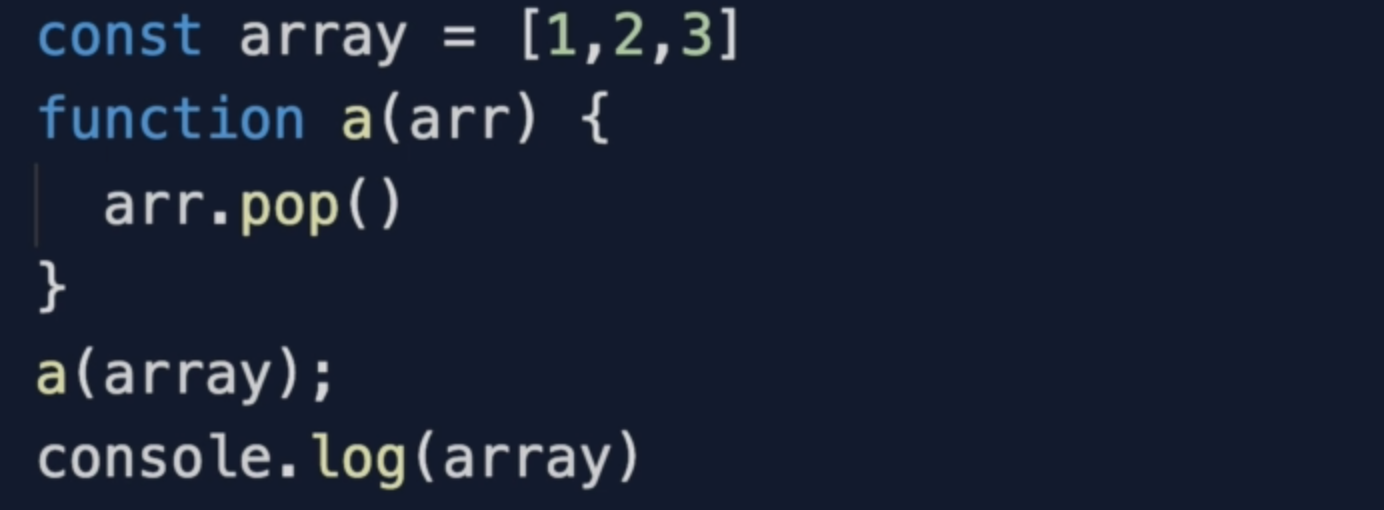 const array = [1,2,3]
function a(arr) {
  arr.pop()
}
a(array);
console.log(array)